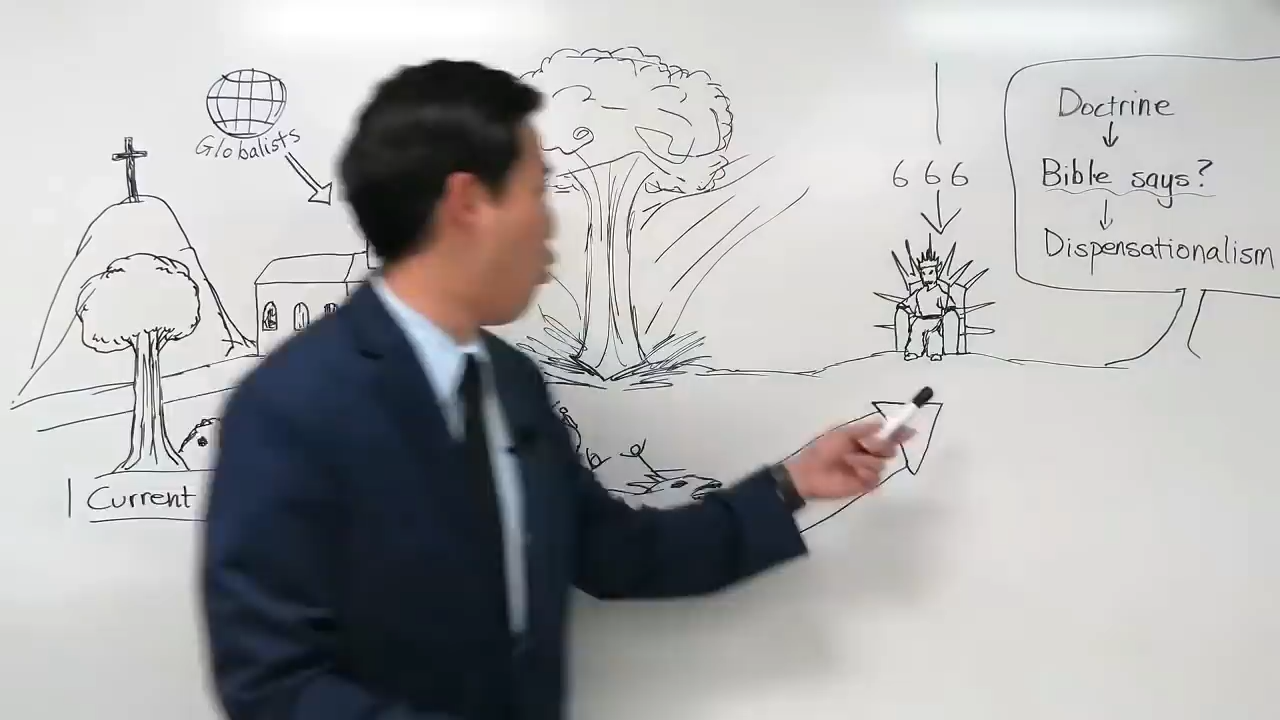 Globalists
666
Doctrine
Bible says?
Dispensationalism
Current